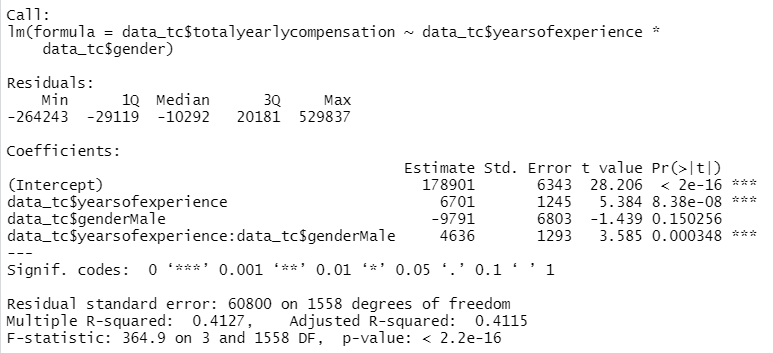 Call:
lm(formula = data_tc$totalyearlycompensation ~ data_tc$yearsofexperience *
    data_tc$gender)

Residuals:
    Min      1Q  Median      3Q     Max
-264243  -29119  -10292   20181  529837

Coefficients:
                                             Estimate Std. Error t value Pr(>|t|)
(Intercept)                                    178901       6343  28.206  < 2e-16 ***
data_tc$yearsofexperience                        6701       1245   5.384 8.38e-08 ***
data_tc$genderMale                              -9791       6803  -1.439 0.150256
data_tc$yearsofexperience:data_tc$genderMale     4636       1293   3.585 0.000348 ***
---
Signif. codes:  0 ‘***’ 0.001 ‘**’ 0.01 ‘*’ 0.05 ‘.’ 0.1 ‘ ’ 1

Residual standard error: 60800 on 1558 degrees of freedom
Multiple R-squared:  0.4127,    Adjusted R-squared:  0.4115
F-statistic: 364.9 on 3 and 1558 DF,  p-value: < 2.2e-16